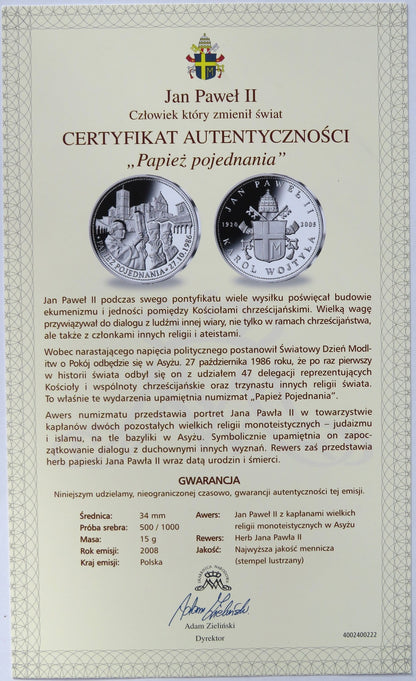 Jan Paweł II
Człowiek który zmienił świat
CERTYFIKAT AUTENTYCZNOŚCI
„Papież pojednania”
PAPIEŻ POJEDNANIA • 27.10.1986
JAN PAWEŁ II
1920 2005
KAROL WOJTYŁA
Jan Paweł II podczas swego pontyfikatu wiele wysiłku poświęcał budowie
ekumenizmu i jedności pomiędzy Kościołami chrześcijańskimi. Wielką wagę
przywiązywał do dialogu z ludźmi innej wiary, nie tylko w ramach chrześcijaństwa,
ale także z członkami innych religii i ateistami.
Wobec narastającego napięcia politycznego postanowił Światowy Dzień Modl-
itw o Pokój odbędzie się w Asyżu. 27 października 1986 roku, że po raz pierwszy
w historii świata odbył się on z udziałem 47 delegacji reprezentujących
Kościoły i wspólnoty chrześcijańskie oraz trzynastu innych religii świata.
To właśnie te wydarzenia upamiętnia numizmat „Papież Pojednania”.
Awers numizmatu przedstawia portret Jana Pawła II w towarzystwie
kapłanów dwóch pozostałych wielkich religii monoteistycznych – judaizmu
i islamu, na tle bazyliki w Asyżu. Symbolicznie upamiętnia on zapoc-
zątkowanie dialogu z duchownymi innych wyznań. Rewers zaś przedstawia
herb papieski Jana Pawła II wraz datą urodzin i śmierci.
GWARANCJA
Niniejszym udzielamy, nieograniczonej czasowo, gwarancji autentyczności tej emisji.
Średnica: 34 mm Awers: Jan Paweł II z kapłanami wielkich
Próba srebra: 500 / 1000 religii monoteistycznych w Asyżu
Masa: 15 g Rewers: Herb Jana Pawła II
Rok emisji: 2008 Jakość: Najwyższa jakość mennicza
Kraj emisji: Polska (stempel lustrzany)
SKARBNICA NARODOWA
Adam Zieliński
Adam Zieliński
Dyrektor
4002400222